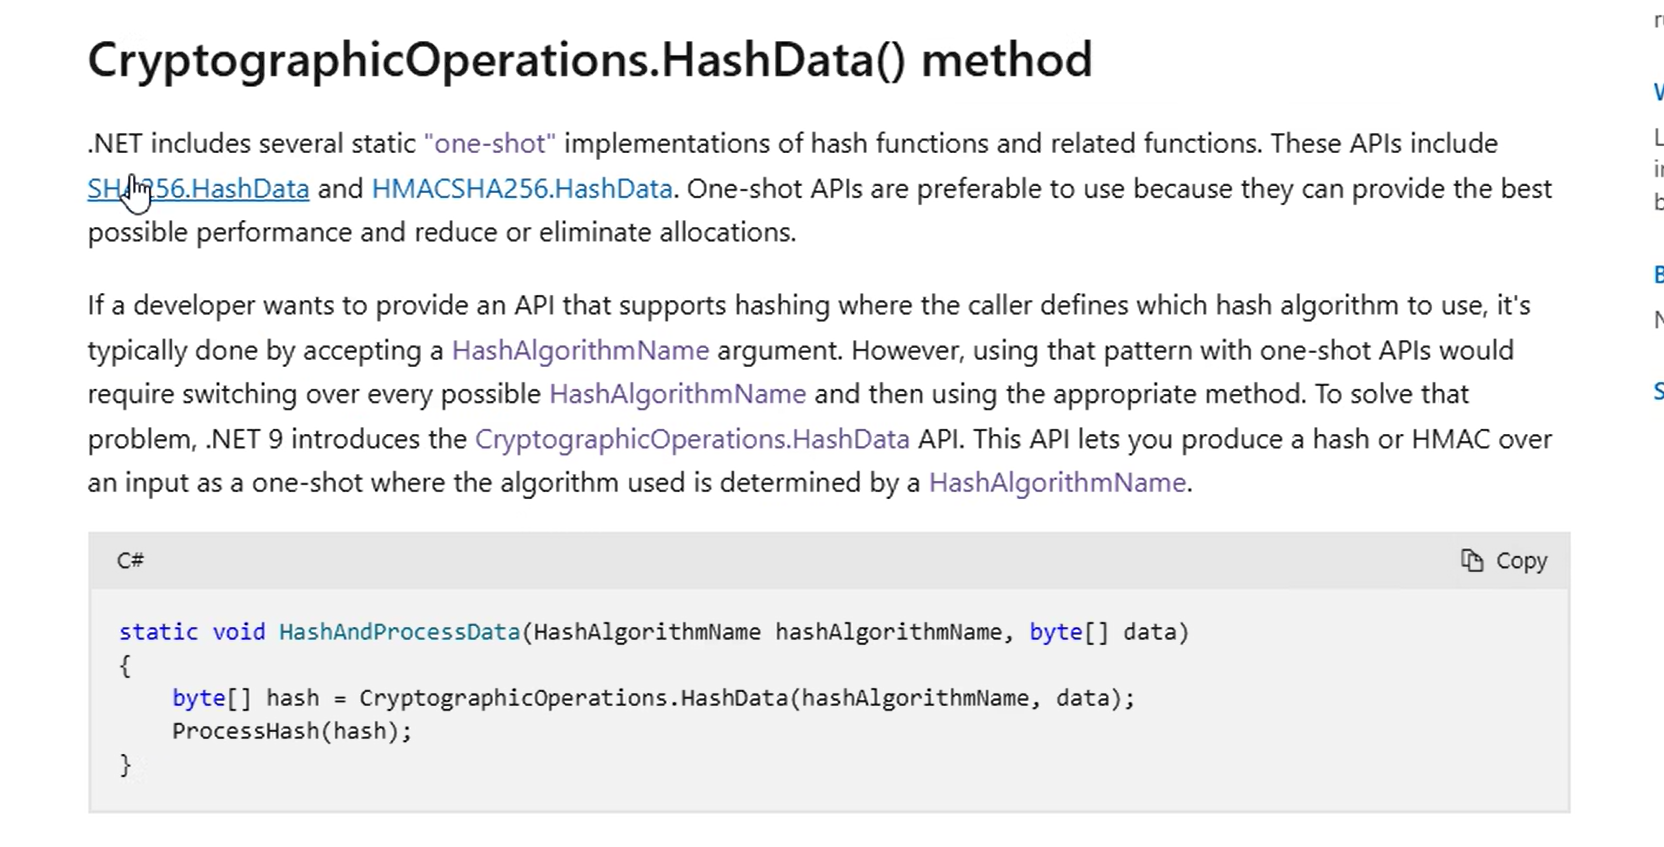 CryptographicOperations.HashData() method
.NET includes several static "one-shot" implementations of hash functions and related functions. These APIs include
SHA256.HashData and HMACSHA256.HashData. One-shot APIs are preferable to use because they can provide the best
possible performance and reduce or eliminate allocations.
If a developer wants to provide an API that supports hashing where the caller defines which hash algorithm to use, it's
typically done by accepting a HashAlgorithmName argument. However, using that pattern with one-shot APIs would
require switching over every possible HashAlgorithmName and then using the appropriate method. To solve that
problem, .NET 9 introduces the CryptographicOperations.HashData API. This API lets you produce a hash or HMAC over
an input as a one-shot where the algorithm used is determined by a HashAlgorithmName.
C#
Copy
static void HashAndProcessData(HashAlgorithmName hashAlgorithmName, byte[] data)
{
    byte[] hash = CryptographicOperations.HashData(hashAlgorithmName, data);
    ProcessHash(hash);
}